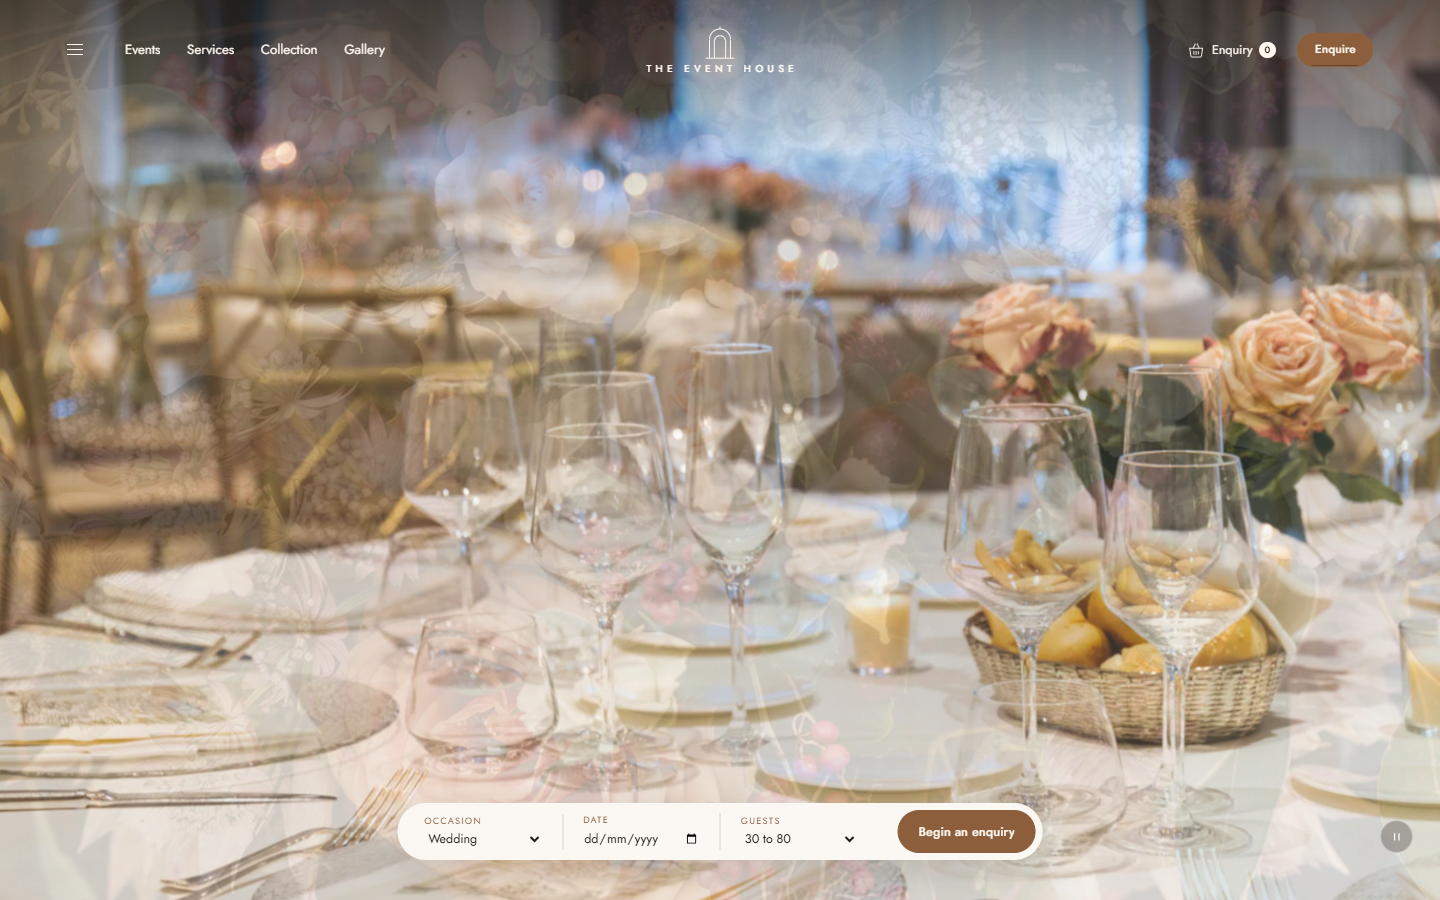 Events Services Collection Gallery
THE EVENT HOUSE
Enquiry 0
Enquire
OCCASION
Wedding
DATE
dd/mm/yyyy
GUESTS
30 to 80
Begin an enquiry